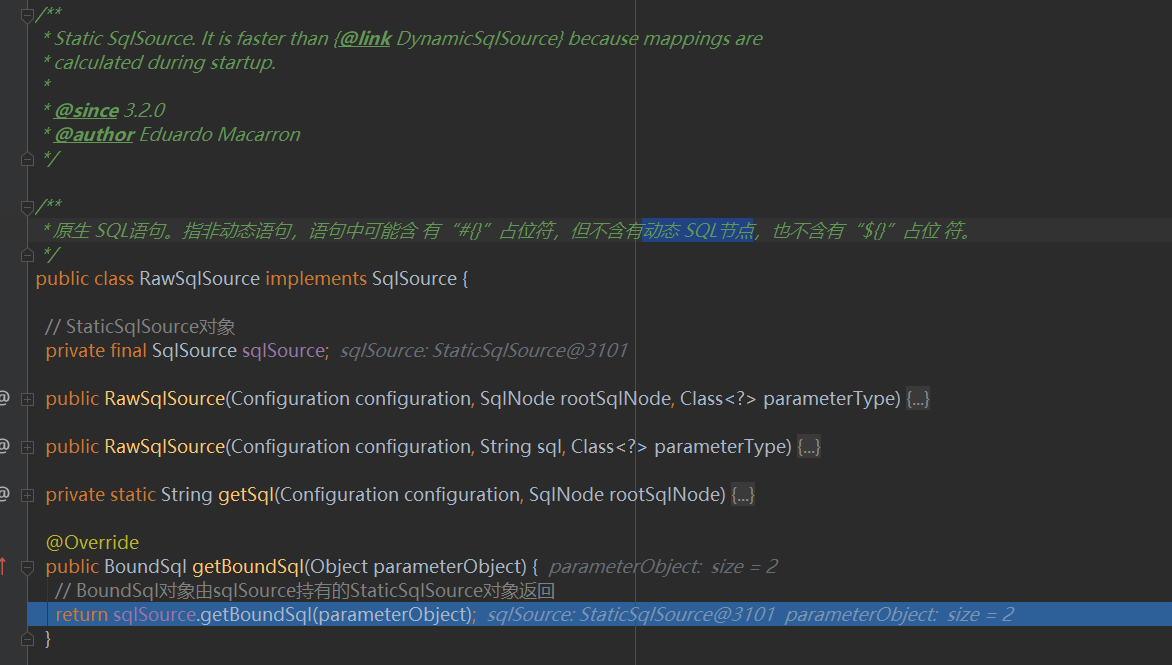 /**
* Static SqlSource. It is faster than {@link DynamicSqlSource} because mappings are
* calculated during startup.
*
* @since 3.2.0
* @author Eduardo Macarron
*/
/**
* 原生 SQL语句。指非动态语句，语句中可能含 有“#{}”占位符，但不含有动态 SQL节点，也不含有“${}”占位 符。
*/
public class RawSqlSource implements SqlSource {
// StaticSqlSource对象
private final SqlSource sqlSource; sqlSource: StaticSqlSource@3101
@ public RawSqlSource(Configuration configuration, SqlNode rootSqlNode, Class<?> parameterType) {...}
@ public RawSqlSource(Configuration configuration, String sql, Class<?> parameterType) {...}
@ private static String getSql(Configuration configuration, SqlNode rootSqlNode) {...}
@Override
public BoundSql getBoundSql(Object parameterObject) { parameterObject: size = 2
// BoundSql对象由sqlSource持有的StaticSqlSource对象返回
return sqlSource.getBoundSql(parameterObject); sqlSource: StaticSqlSource@3101 parameterObject: size = 2
}